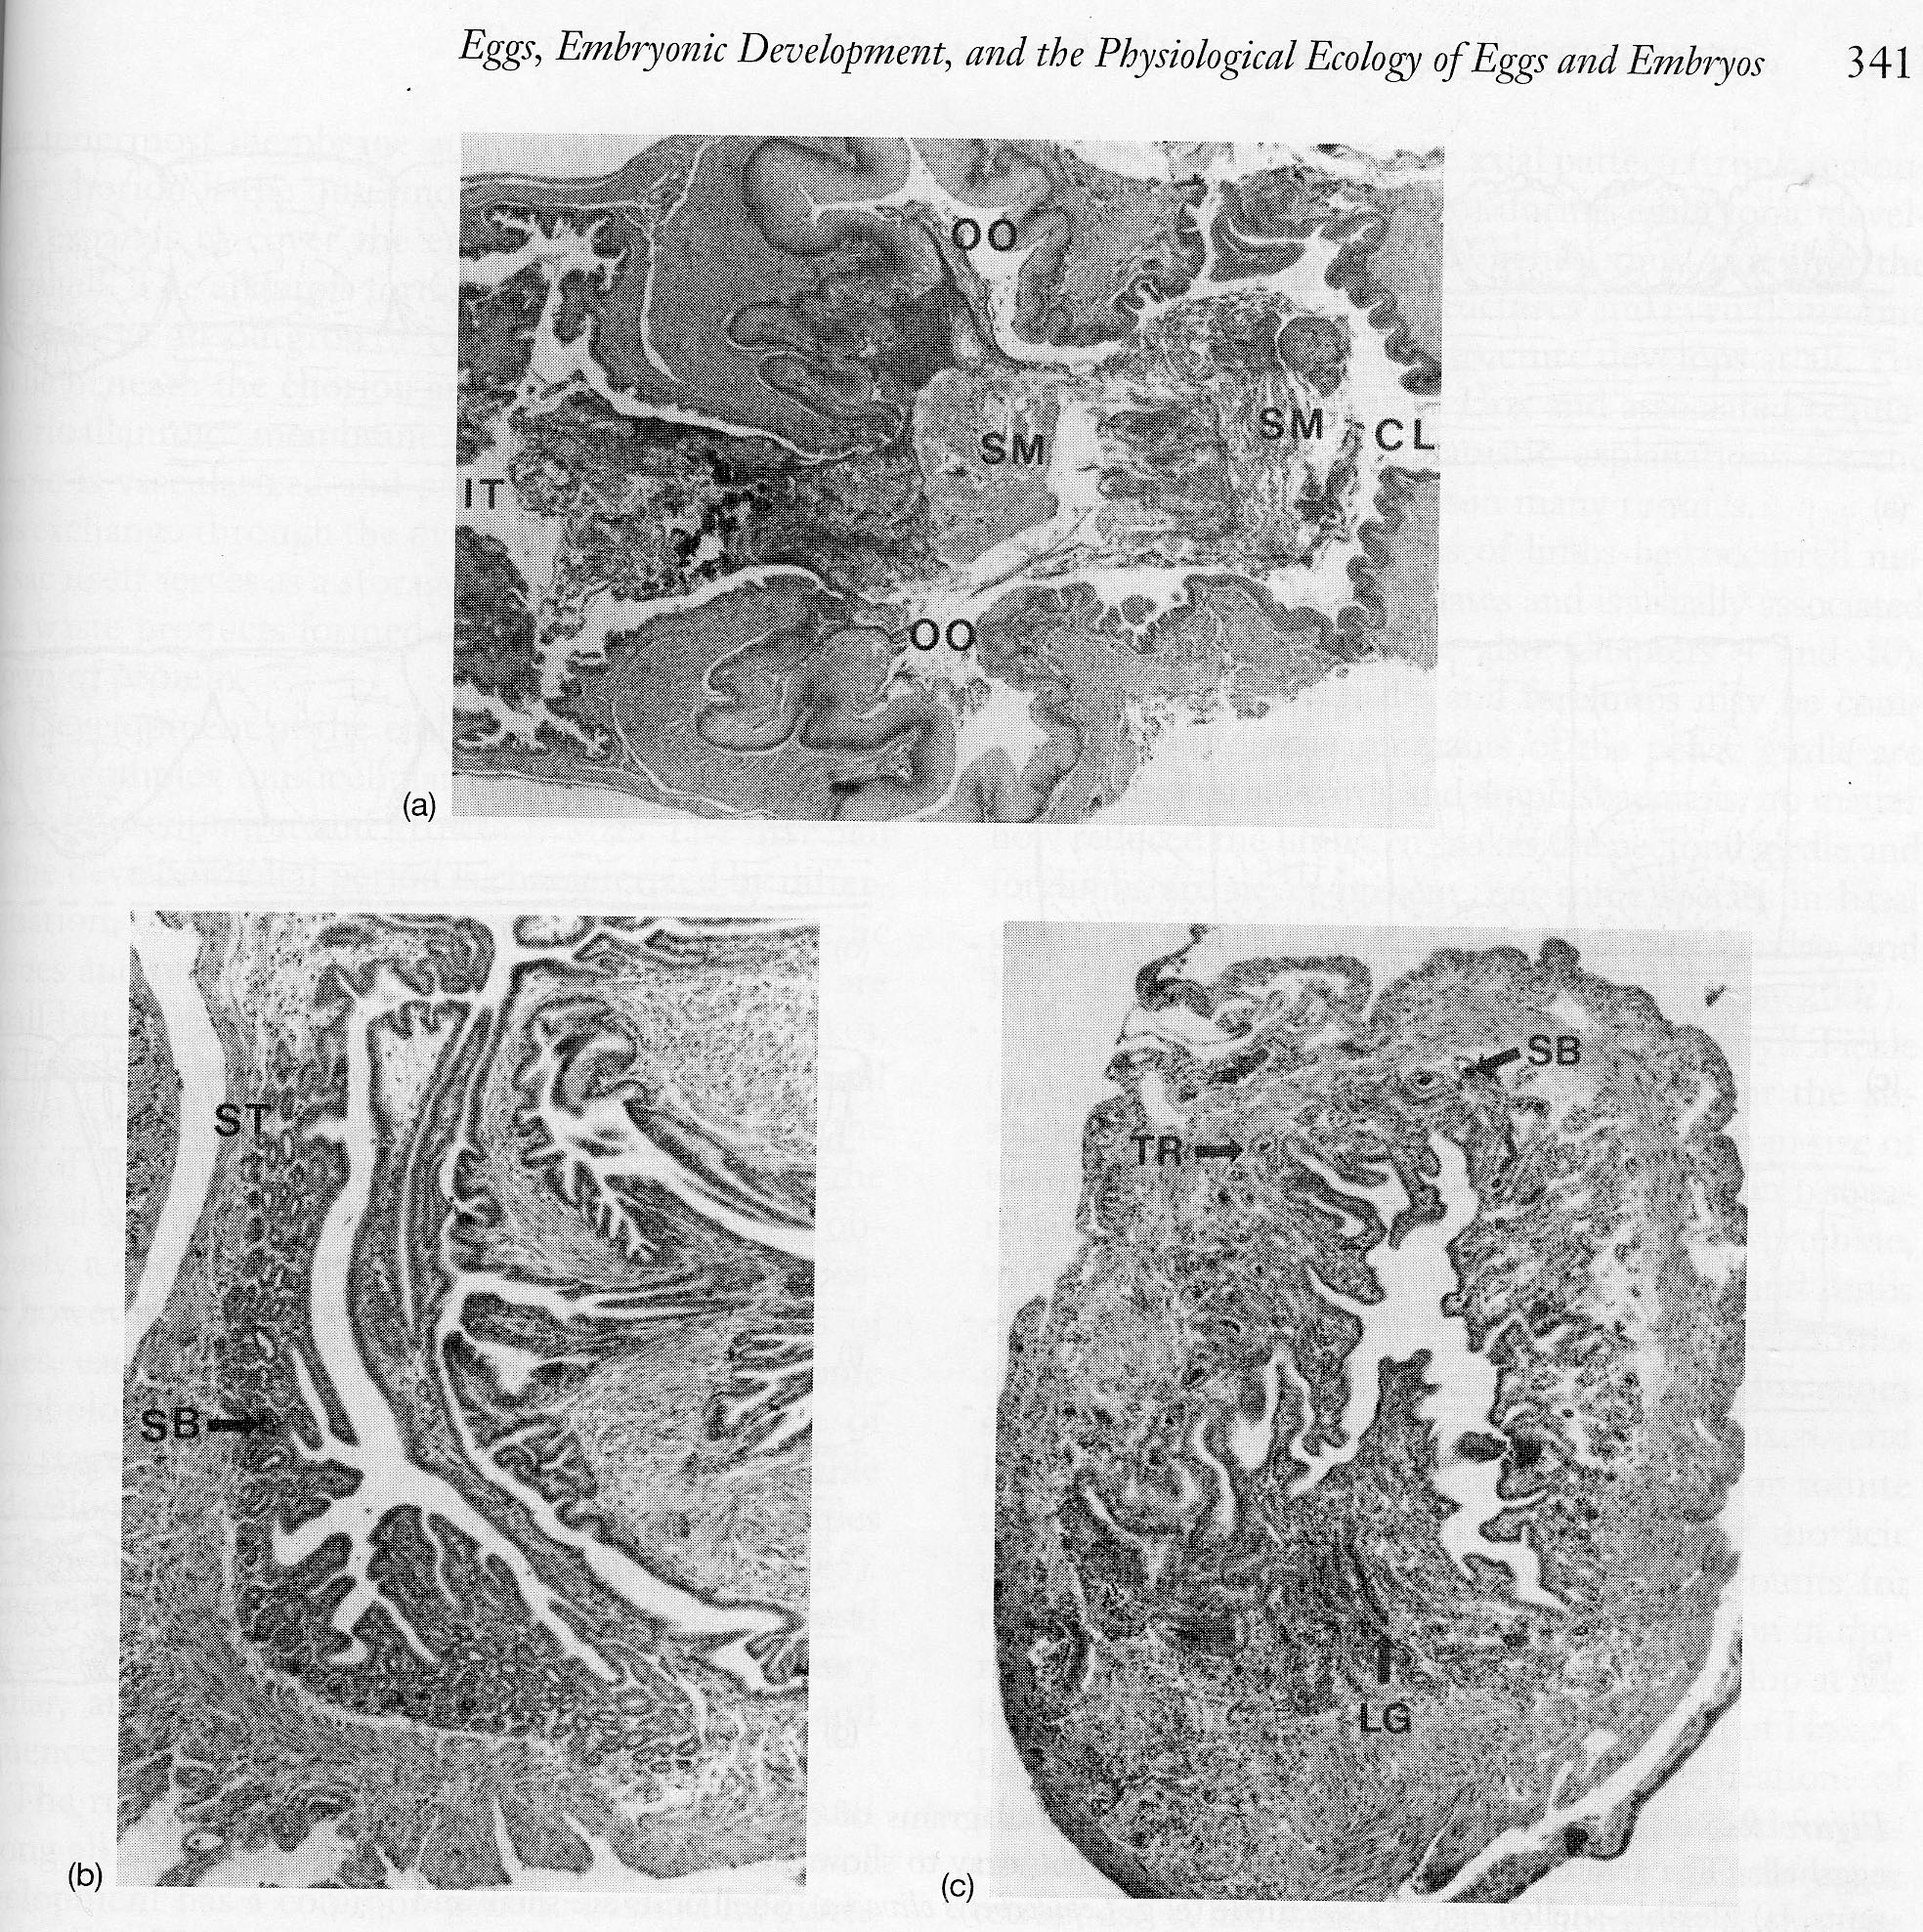 Eggs, Embryonic Development, and the Physiological Ecology of Eggs and Embryos 341
OO
SM
SM
CL
IT
OO
(a)
ST
SB
(b)
SB
TR
LG
(c)